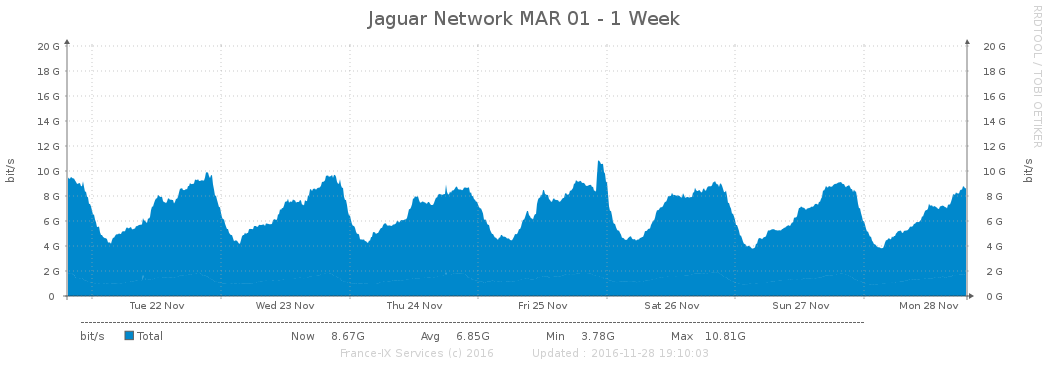 Jaguar Network MAR 01 - 1 Week
RRDTOOL / TOBI OETIKER
bit/s
20 G 20 G
18 G 18 G
16 G 16 G
14 G 14 G
12 G 12 G
10 G 10 G
8 G 8 G
6 G 6 G
4 G 4 G
2 G 2 G
0 0 G
bit/s
Tue 22 Nov Wed 23 Nov Thu 24 Nov Fri 25 Nov Sat 26 Nov Sun 27 Nov Mon 28 Nov
bit/s Total Now 8.67G Avg 6.85G Min 3.78G Max 10.81G
France-IX Services (c) 2016 Updated : 2016-11-28 19:10:03